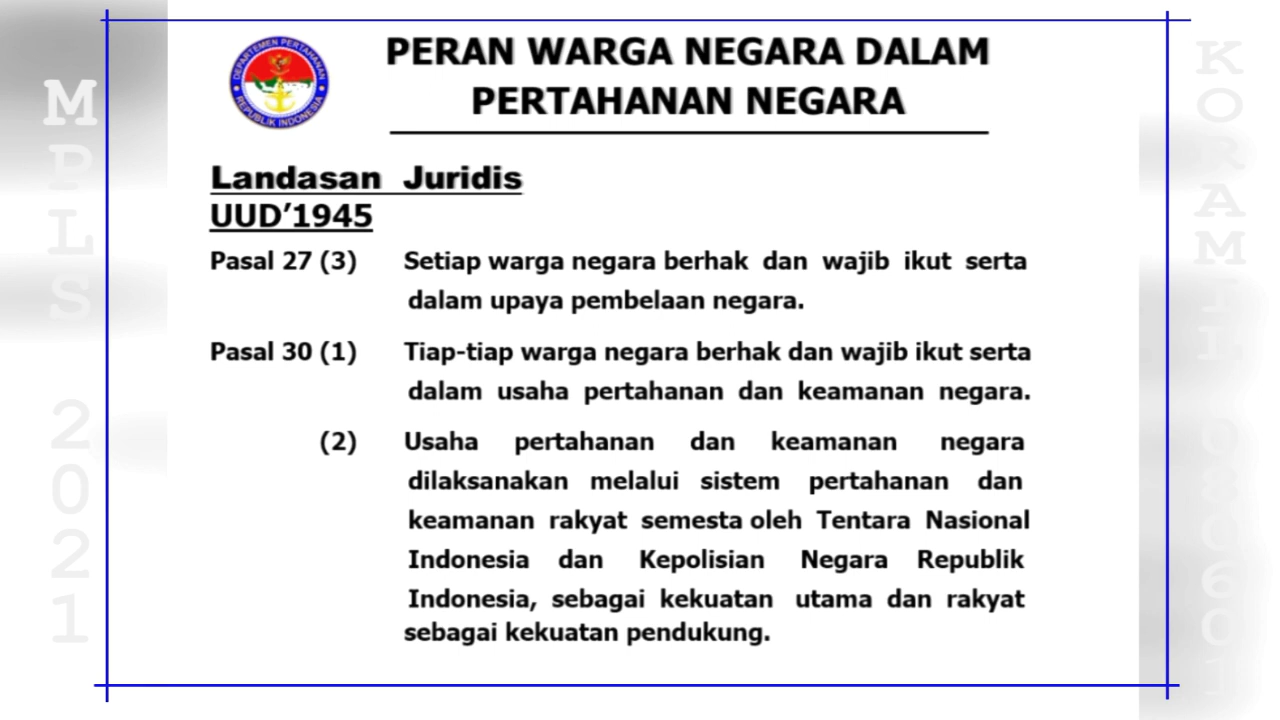 DEPARTEMEN PERTAHANAN
REPUBLIK INDONESIA
PERAN WARGA NEGARA DALAM
PERTAHANAN NEGARA
Landasan Juridis
UUD'1945
Pasal 27 (3) Setiap warga negara berhak dan wajib ikut serta
dalam upaya pembelaan negara.
Pasal 30 (1) Tiap-tiap warga negara berhak dan wajib ikut serta
dalam usaha pertahanan dan keamanan negara.
(2) Usaha pertahanan dan keamanan negara
dilaksanakan melalui sistem pertahanan dan
keamanan rakyat semesta oleh Tentara Nasional
Indonesia dan Kepolisian Negara Republik
Indonesia, sebagai kekuatan utama dan rakyat
sebagai kekuatan pendukung.
MPLS 2021
KORAMIL